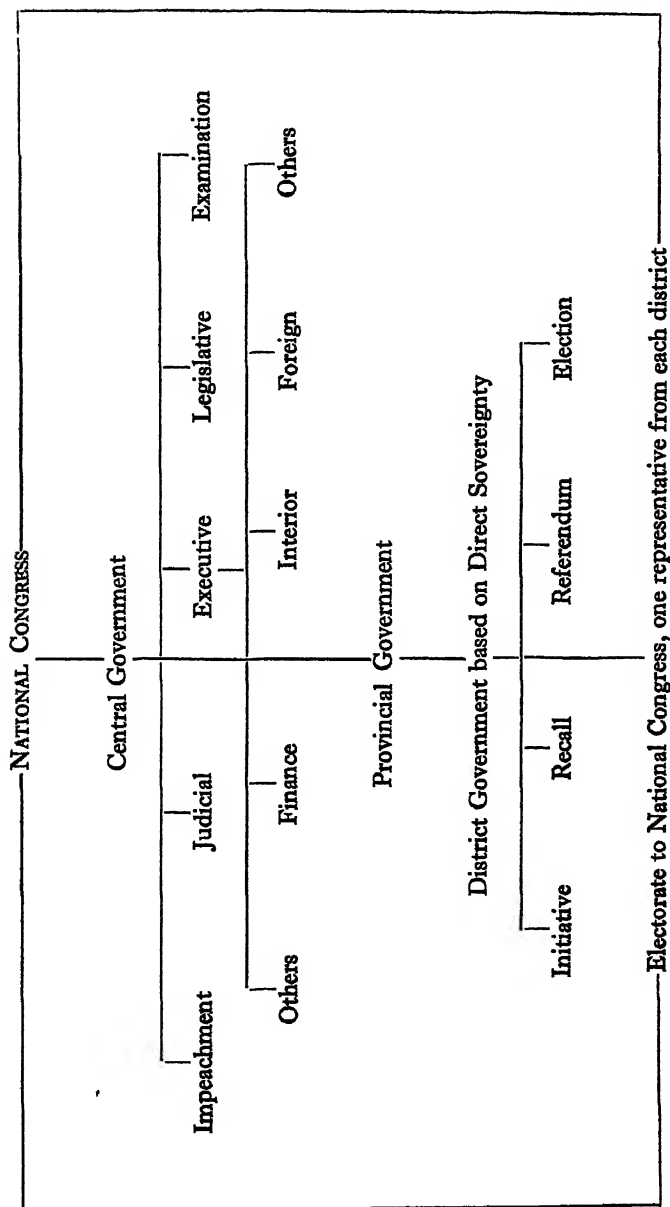 NATIONAL CONGRESS
Central Government
Impeachment Judicial Executive Legislative Examination
Others Finance Interior Foreign Others
Provincial Government
District Government based on Direct Sovereignty
Initiative Recall Referendum Election
Electorate to National Congress, one representative from each district